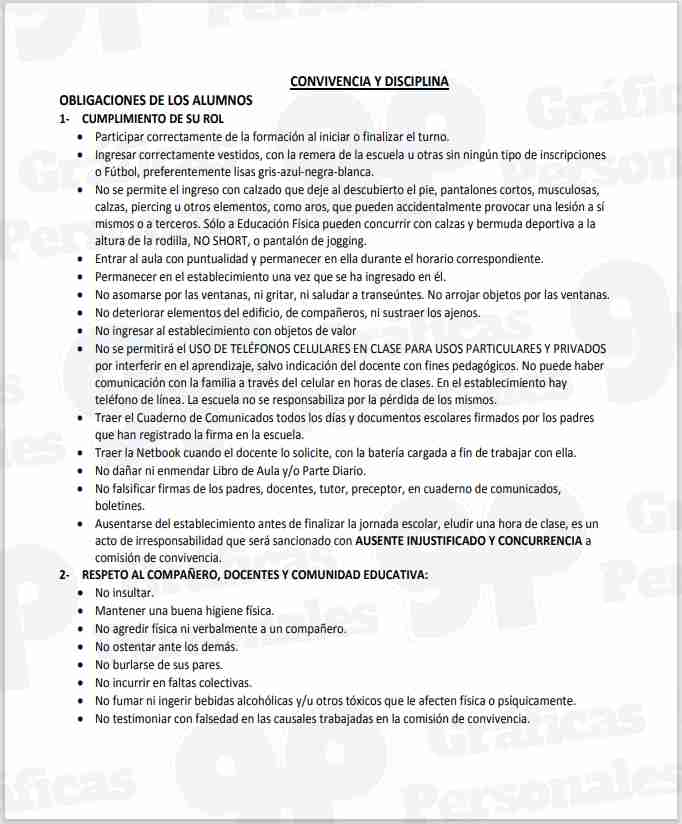 CONVIVENCIA Y DISCIPLINA
OBLIGACIONES DE LOS ALUMNOS
1- CUMPLIMIENTO DE SU ROL
• Participar correctamente de la formación al iniciar o finalizar el turno.
• Ingresar correctamente vestidos, con la remera de la escuela u otras sin ningún tipo de inscripciones
o Fútbol, preferentemente lisas gris-azul-negra-blanca.
• No se permite el ingreso con calzado que deje al descubierto el pie, pantalones cortos, musculosas,
calzas, piercing u otros elementos, como aros, que pueden accidentalmente provocar una lesión a sí
mismos o a terceros. Sólo a Educación Física pueden concurrir con calzas y bermuda deportiva a la
altura de la rodilla, NO SHORT, o pantalón de jogging.
• Entrar al aula con puntualidad y permanecer en ella durante el horario correspondiente.
• Permanecer en el establecimiento una vez que se ha ingresado en él.
• No asomarse por las ventanas, ni gritar, ni saludar a transeúntes. No arrojar objetos por las ventanas.
• No deteriorar elementos del edificio, de compañeros, ni sustraer los ajenos.
• No ingresar al establecimiento con objetos de valor
• No se permitirá el USO DE TELÉFONOS CELULARES EN CLASE PARA USOS PARTICULARES Y PRIVADOS
por interferir en el aprendizaje, salvo indicación del docente con fines pedagógicos. No puede haber
comunicación con la familia a través del celular en horas de clases. En el establecimiento hay
teléfono de línea. La escuela no se responsabiliza por la pérdida de los mismos.
• Traer el Cuaderno de Comunicados todos los días y documentos escolares firmados por los padres
que han registrado la firma en la escuela.
• Traer la Netbook cuando el docente lo solicite, con la batería cargada a fin de trabajar con ella.
• No dañar ni enmendar Libro de Aula y/o Parte Diario.
• No falsificar firmas de los padres, docentes, tutor, preceptor, en cuaderno de comunicados,
boletines.
• Ausentarse del establecimiento antes de finalizar la jornada escolar, eludir una hora de clase, es un
acto de irresponsabilidad que será sancionado con AUSENTE INJUSTIFICADO Y CONCURRENCIA a
comisión de convivencia.
2- RESPETO AL COMPAÑERO, DOCENTES Y COMUNIDAD EDUCATIVA:
• No insultar.
• Mantener una buena higiene física.
• No agredir física ni verbalmente a un compañero.
• No ostentar ante los demás.
• No burlarse de sus pares.
• No incurrir en faltas colectivas.
• No fumar ni ingerir bebidas alcohólicas y/u otros tóxicos que le afecten física o psíquicamente.
• No testimoniar con falsedad en las causales trabajadas en la comisión de convivencia.
gp Gráficas Personales